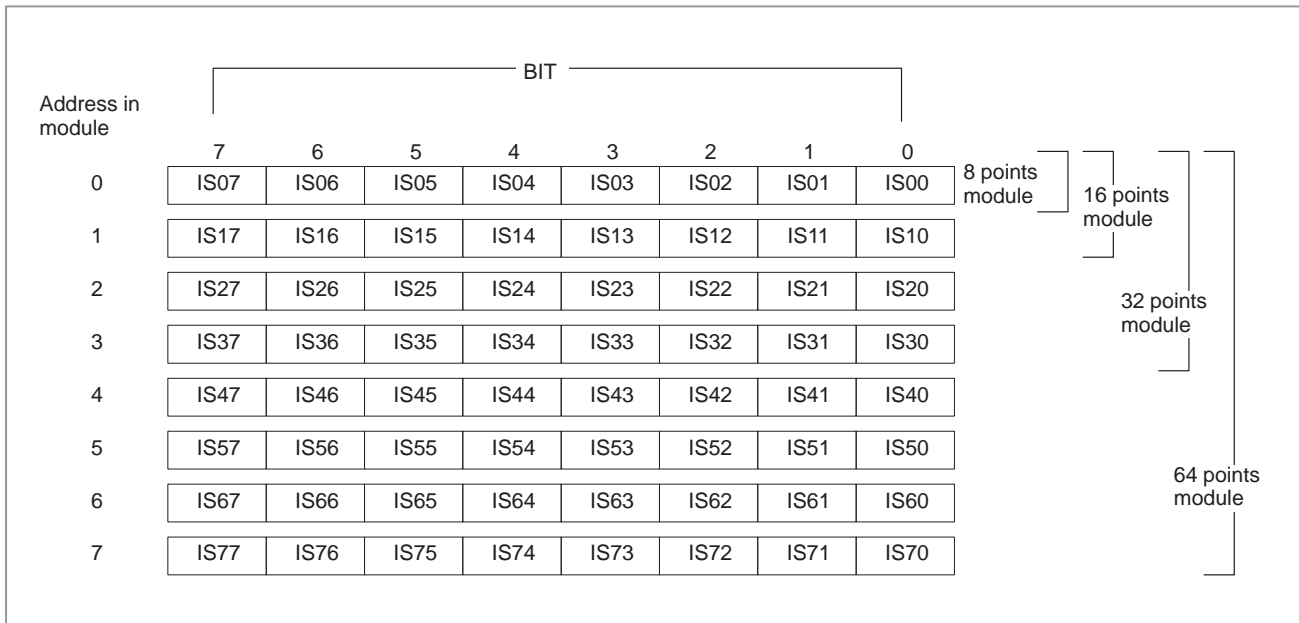 BIT
Address in
module
7 6 5 4 3 2 1 0
0 IS07 IS06 IS05 IS04 IS03 IS02 IS01 IS00
8 points
module
16 points
module
1 IS17 IS16 IS15 IS14 IS13 IS12 IS11 IS10
2 IS27 IS26 IS25 IS24 IS23 IS22 IS21 IS20
32 points
module
3 IS37 IS36 IS35 IS34 IS33 IS32 IS31 IS30
4 IS47 IS46 IS45 IS44 IS43 IS42 IS41 IS40
5 IS57 IS56 IS55 IS54 IS53 IS52 IS51 IS50
64 points
module
6 IS67 IS66 IS65 IS64 IS63 IS62 IS61 IS60
7 IS77 IS76 IS75 IS74 IS73 IS72 IS71 IS70